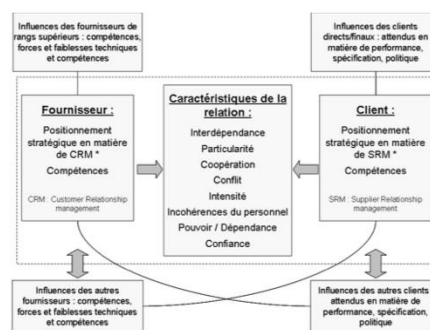 Influences des fournisseurs de
rangs supérieurs : compétences,
forces et faiblesses techniques
et compétences
Influences des clients
directs/finaux : attendus en
matière de performance,
spécification, politique
Fournisseur :
Positionnement
stratégique en matière
de CRM *
Compétences
CRM : Customer Relationship
management
Caractéristiques de la
relation :
Interdépendance
Particularité
Coopération
Conflit
Intensité
Incohérences du personnel
Pouvoir / Dépendance
Confiance
Client :
Positionnement
stratégique en matière
de SRM *
Compétences
SRM : Supplier Relationship
management
Influences des autres
fournisseurs : compétences,
forces et faiblesses techniques
et compétences
Influences des autres clients
attendus en matière de
performance, spécification,
politique